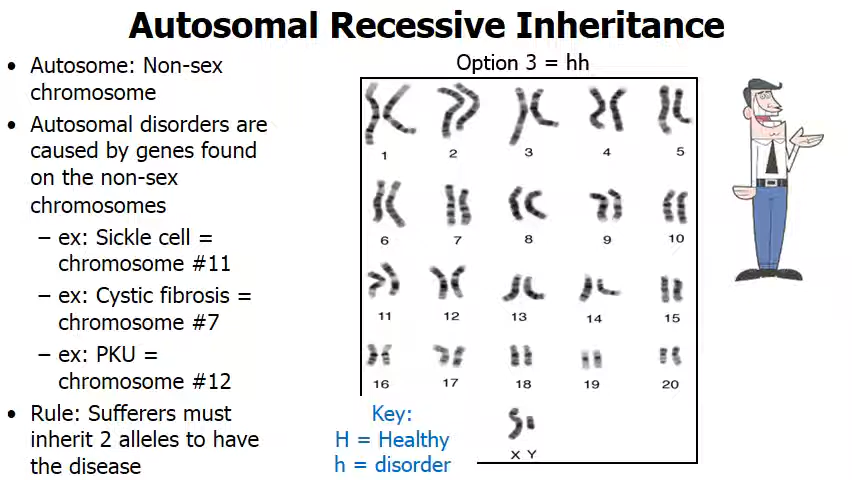 Autosomal Recessive Inheritance
• Autosome: Non-sex
chromosome
• Autosomal disorders are
caused by genes found
on the non-sex
chromosomes
– ex: Sickle cell =
chromosome #11
– ex: Cystic fibrosis =
chromosome #7
– ex: PKU =
chromosome #12
• Rule: Sufferers must
inherit 2 alleles to have
the disease
Option 3 = hh
1 2 3 4 5
6 7 8 9 10
11 12 13 14 15
16 17 18 19 20
X Y
Key:
H = Healthy
h = disorder